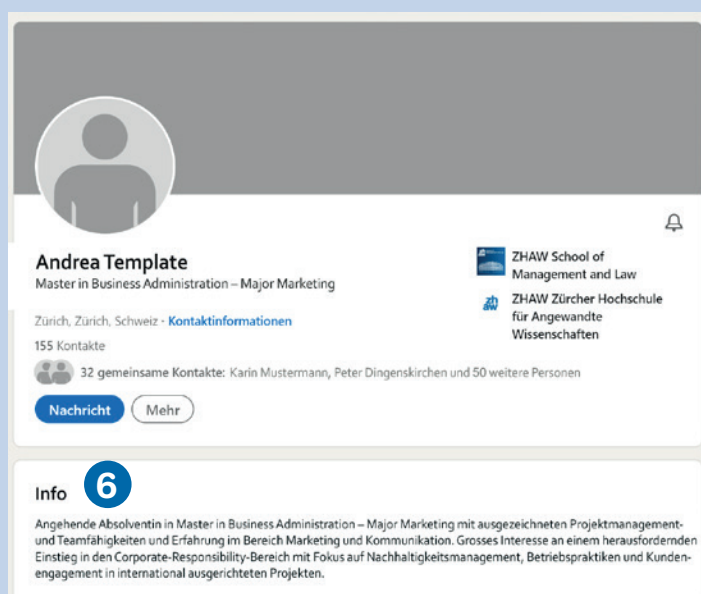 Andrea Template
Master in Business Administration – Major Marketing
ZHAW School of
Management and Law
ZHAW Zürcher Hochschule
für Angewandte
Wissenschaften
zh
aw
Zürich, Zürich, Schweiz - Kontaktinformationen
155 Kontakte
32 gemeinsame Kontakte: Karin Mustermann, Peter Dingenskirchen und 50 weitere Personen
Nachricht
Mehr
Info
6
Angehende Absolventin in Master in Business Administration – Major Marketing mit ausgezeichneten Projektmanagement-
und Teamfähigkeiten und Erfahrung im Bereich Marketing und Kommunikation. Grosses Interesse an einem herausfordernden
Einstieg in den Corporate-Responsibility-Bereich mit Fokus auf Nachhaltigkeitsmanagement, Betriebspraktiken und Kunden-
engagement in international ausgerichteten Projekten.